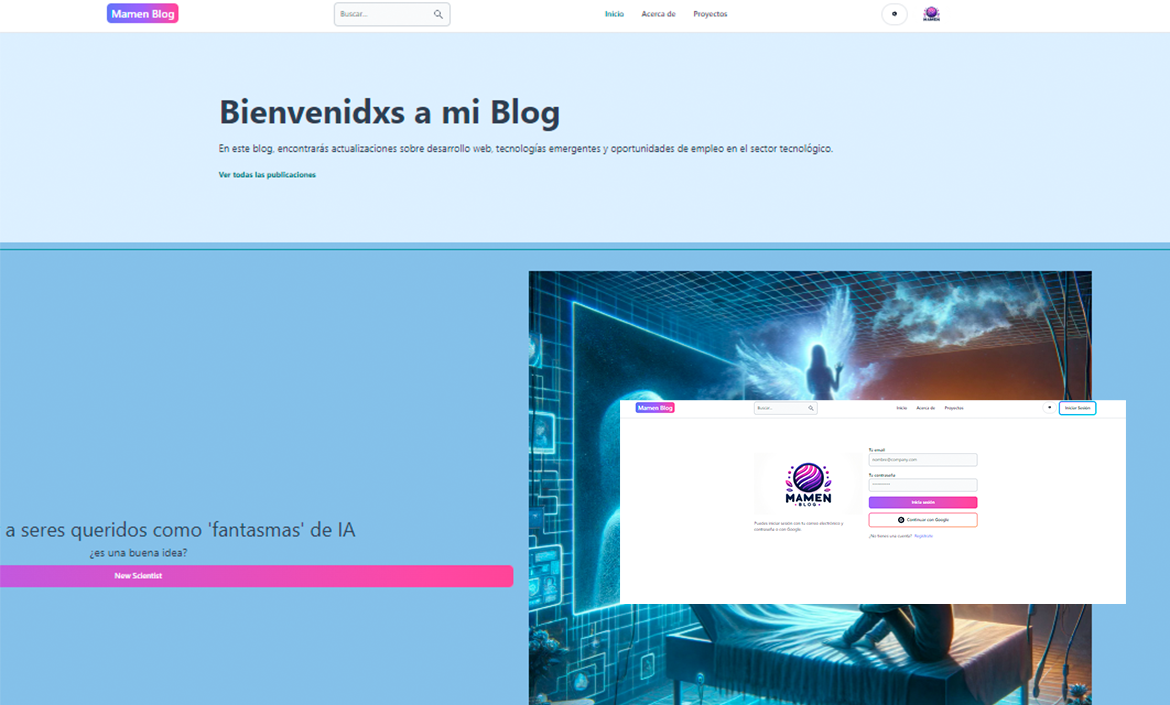 Mamen Blog
Buscar...
Inicio
Acerca de
Proyectos
MAMEN
Bienvenidxs a mi Blog
En este blog, encontrarás actualizaciones sobre desarrollo web, tecnologías emergentes y oportunidades de empleo en el sector tecnológico.
Ver todas las publicaciones
a seres queridos como 'fantasmas' de IA
¿es una buena idea?
New Scientist
Mamen Blog
Buscar...
Inicio
Acerca de
Proyectos
Iniciar Sesión
MAMEN
BLOG
Puedes iniciar sesión con tu correo electrónico y
contraseña o con Google.
Tu email
nombre@company.com
Tu contraseña
Inicia sesión
Continuar con Google
¿No tienes una cuenta? Regístrate